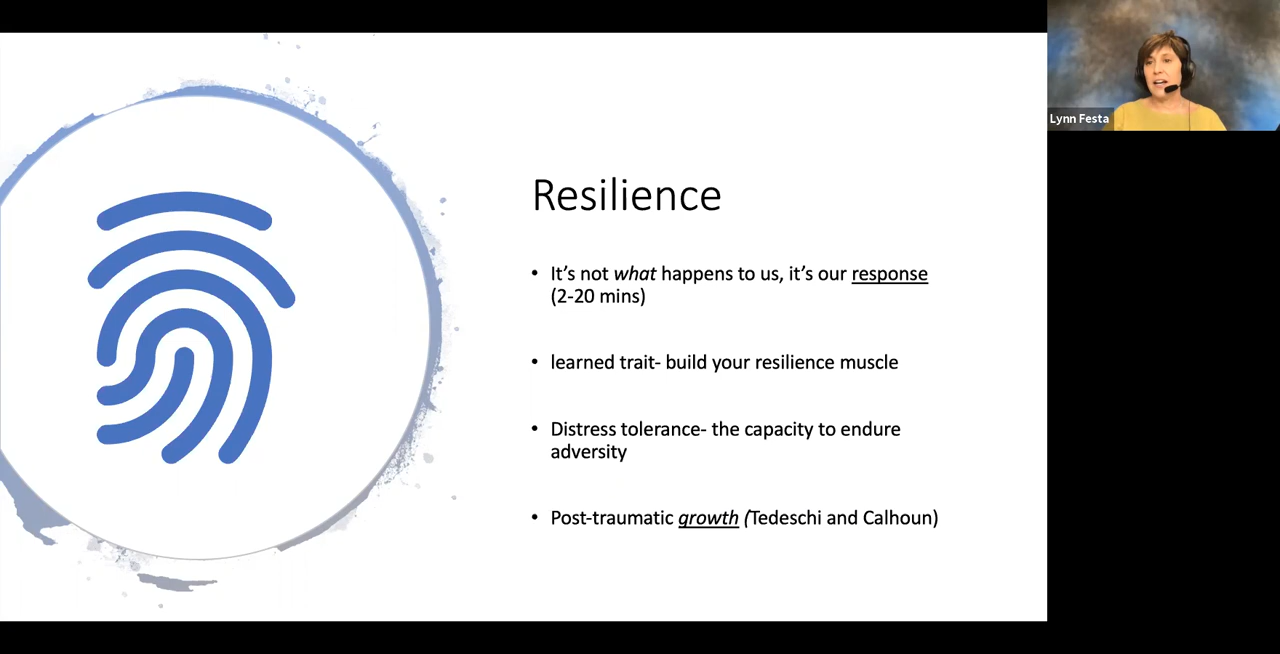 Lynn Festa
Resilience
• It’s not what happens to us, it’s our response
(2-20 mins)
• learned trait- build your resilience muscle
• Distress tolerance- the capacity to endure
adversity
• Post-traumatic growth (Tedeschi and Calhoun)